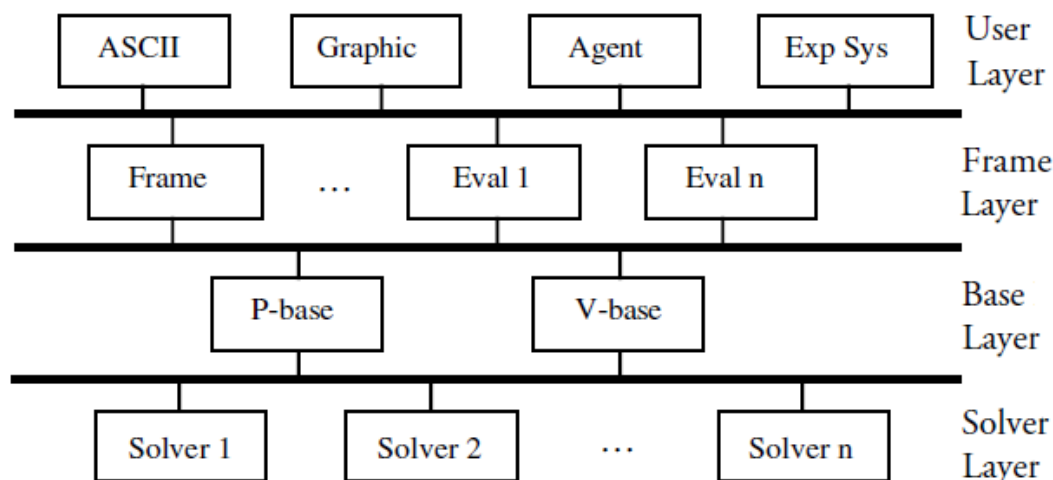 ASCII Graphic Agent Exp Sys User
Layer
Frame ... Eval 1 Eval n Frame
Layer
P-base V-base Base
Layer
Solver 1 Solver 2 ... Solver n Solver
Layer